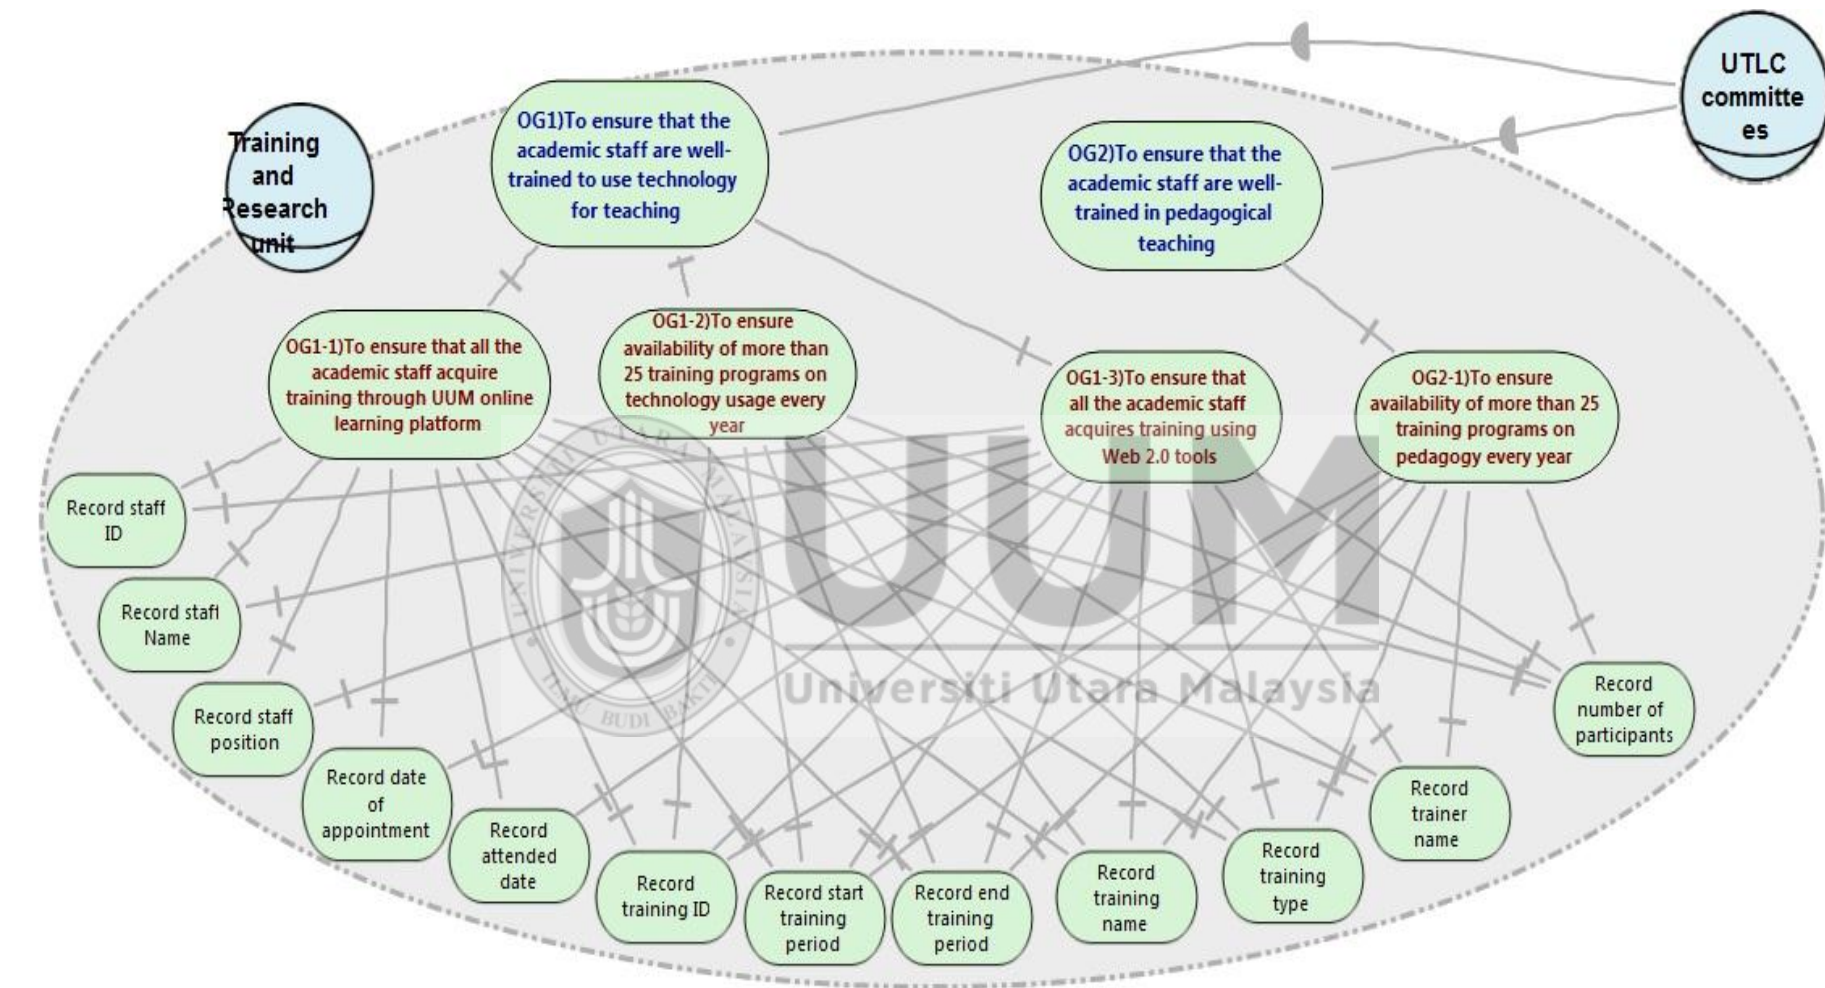 UTLC
committe
es
Training
and
Research
unit
OG1)To ensure that the
academic staff are well-
trained to use technology
for teaching
OG2)To ensure that the
academic staff are well-
trained in pedagogical
teaching
OG1-1)To ensure that all the
academic staff acquire
training through UUM online
learning platform
OG1-2)To ensure
availability of more than
25 training programs on
technology usage every
year
OG1-3)To ensure that
all the academic staff
acquires training using
Web 2.0 tools
OG2-1)To ensure
availability of more than 25
training programs on
pedagogy every year
Record staff
ID
Record staff
Name
Record staff
position
Record date
of
appointment
Record
attended
date
Record
training ID
Record start
training
period
Record end
training
period
Record
training
name
Record
training
type
Record
trainer
name
Record
number of
participants
UNIVERSITI UTARA MALAYSIA
ILMU BUDI BAKTI
UUM
Universiti Utara Malaysia